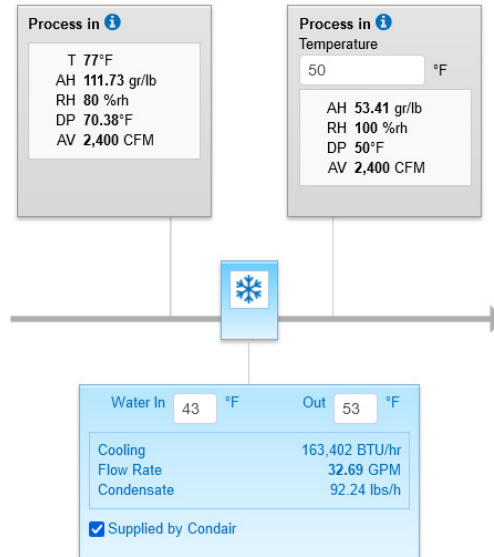 Process in
T 77°F
AH 111.73 gr/lb
RH 80 %rh
DP 70.38°F
AV 2,400 CFM
Process in
Temperature
50 °F
AH 53.41 gr/lb
RH 100 %rh
DP 50°F
AV 2,400 CFM
Water In 43 °F Out 53 °F
Cooling 163,402 BTU/hr
Flow Rate 32.69 GPM
Condensate 92.24 lbs/h
Supplied by Condair